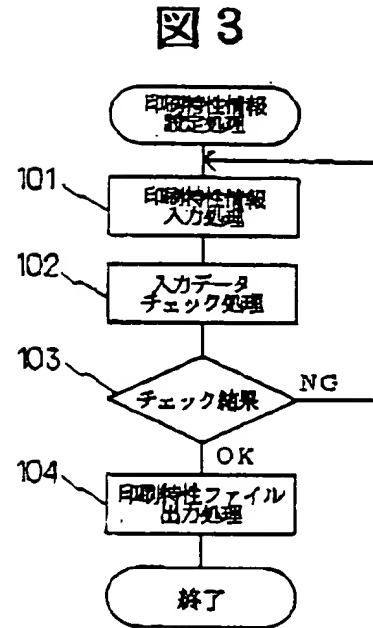 図3
印刷特性情報
設定処理
101
印刷特性情報
入力処理
102
入力データ
チェック処理
103
チェック結果
NG
OK
104
印刷特性ファイル
出力処理
終了